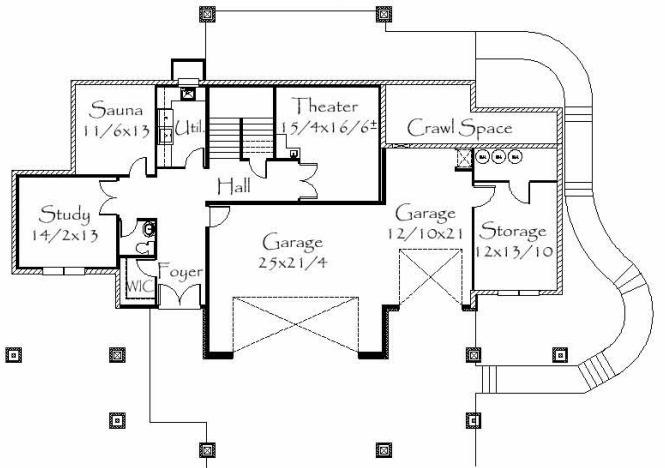 Sauna
11/6x13
Util.
Theater
15/4x16/6±
Crawl Space
Hall
Study
14/2x13
Garage
25x21/4
Garage
12/10x21
Storage
12x13/10
Foyer
WIC